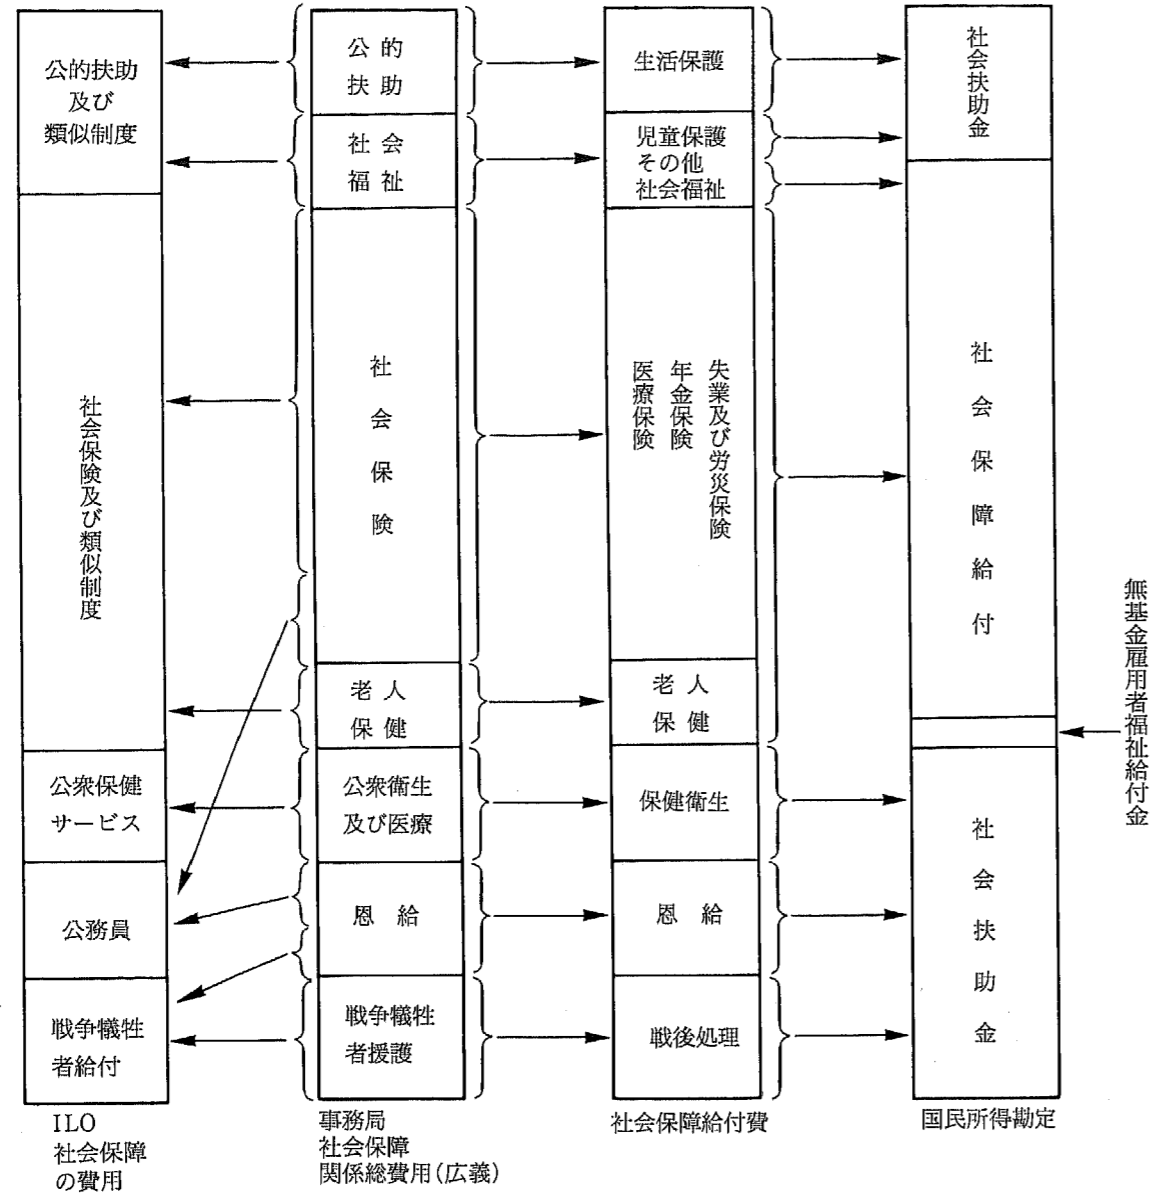 公的扶助
及び
類似制度
社会保険及び類似制度
公衆保健
サービス
公務員
戦争犠牲
者給付
ILO
社会保障
の費用
公的
扶助
社会
福祉
社会保険
老人
保健
公衆衛生
及び医療
恩給
戦争犠牲
者援護
事務局
社会保障
関係総費用(広義)
生活保護
児童保護
その他
社会福祉
失業及び労災保険
年金保険
医療保険
老人
保健
保健衛生
恩給
戦後処理
社会保障給付費
社会扶助金
社会保障給付
社会扶助金
国民所得勘定
無基金雇用者福祉給付金